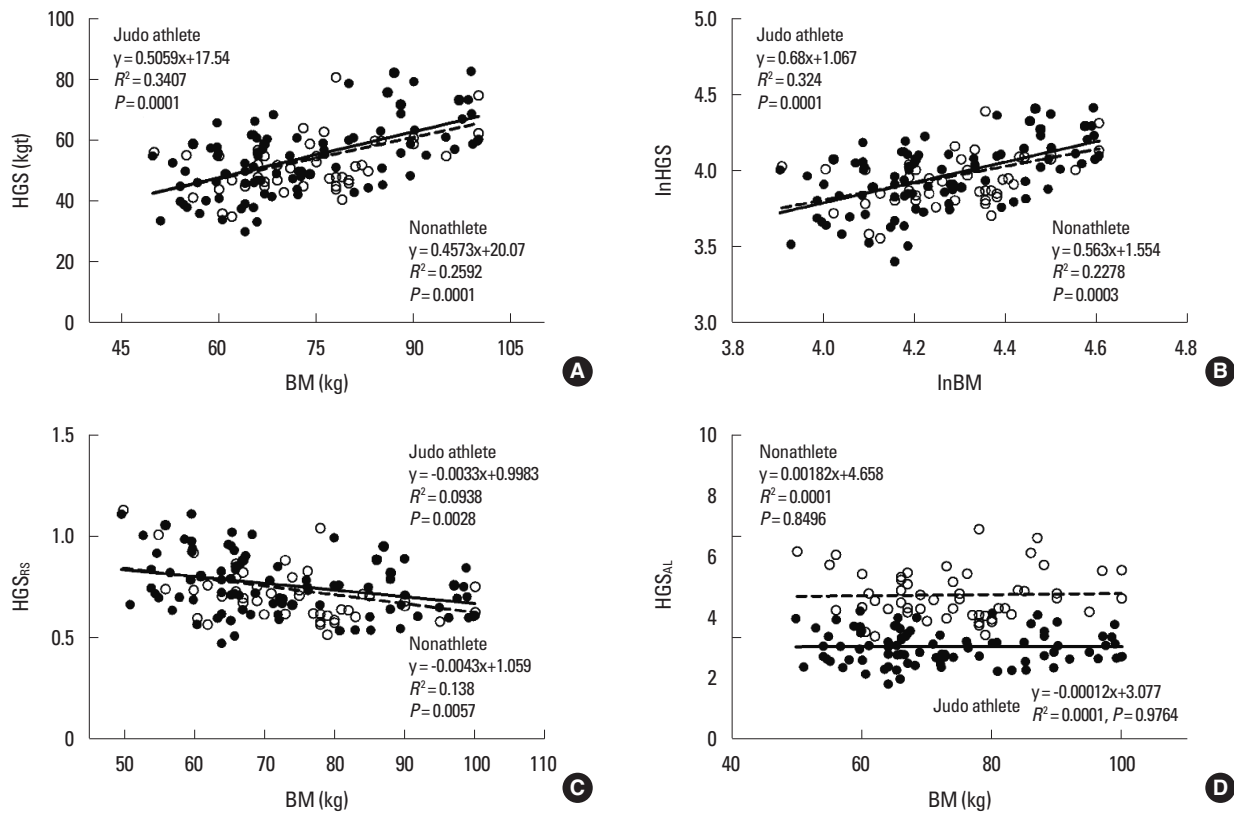 Judo athlete
y = 0.5059x+17.54
R² = 0.3407
P = 0.0001
100
80
60
40
20
0
HGS (kgt)
Nonathlete
y = 0.4573x+20.07
R² = 0.2592
P = 0.0001
45 60 75 90 105
BM (kg)
A
Judo athlete
y = 0.68x+1.067
R² = 0.324
P = 0.0001
5.0
4.5
4.0
3.5
3.0
lnHGS
Nonathlete
y = 0.563x+1.554
R² = 0.2278
P = 0.0003
3.8 4.0 4.2 4.4 4.6 4.8
lnBM
B
1.5
1.0
0.5
0
HGSRS
Judo athlete
y = -0.0033x+0.9983
R² = 0.0938
P = 0.0028
Nonathlete
y = -0.0043x+1.059
R² = 0.138
P = 0.0057
50 60 70 80 90 100 110
BM (kg)
C
10
8
6
4
2
0
HGSAL
Nonathlete
y = 0.00182x+4.658
R² = 0.0001
P = 0.8496
Judo athlete
y = -0.00012x+3.077
R² = 0.0001, P = 0.9764
40 60 80 100
BM (kg)
D